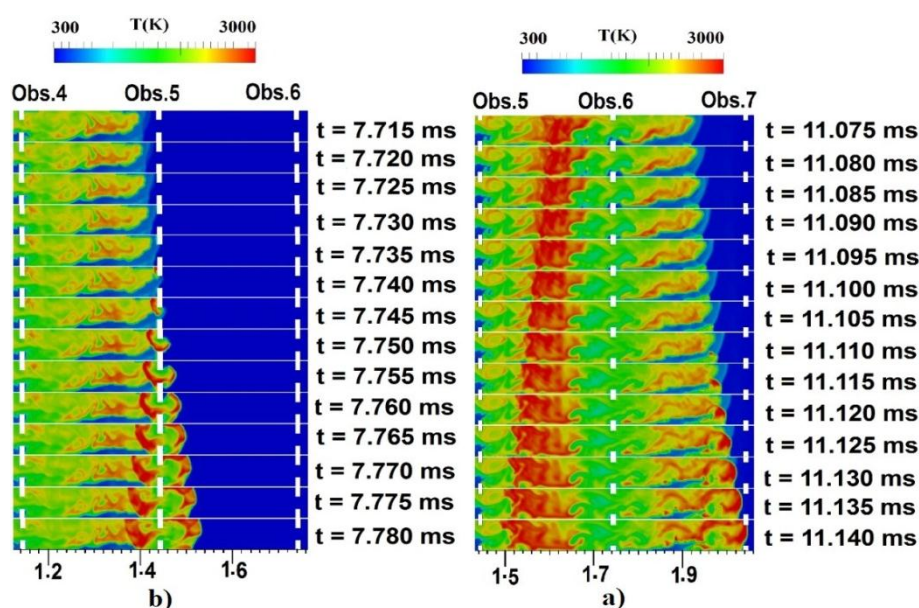 300 T(K) 3000
Obs.4 Obs.5 Obs.6
t = 7.715 ms
t = 7.720 ms
t = 7.725 ms
t = 7.730 ms
t = 7.735 ms
t = 7.740 ms
t = 7.745 ms
t = 7.750 ms
t = 7.755 ms
t = 7.760 ms
t = 7.765 ms
t = 7.770 ms
t = 7.775 ms
t = 7.780 ms
1.2 1.4 1.6
b)
300 T(K) 3000
Obs.5 Obs.6 Obs.7
t = 11.075 ms
t = 11.080 ms
t = 11.085 ms
t = 11.090 ms
t = 11.095 ms
t = 11.100 ms
t = 11.105 ms
t = 11.110 ms
t = 11.115 ms
t = 11.120 ms
t = 11.125 ms
t = 11.130 ms
t = 11.135 ms
t = 11.140 ms
1.5 1.7 1.9
a)